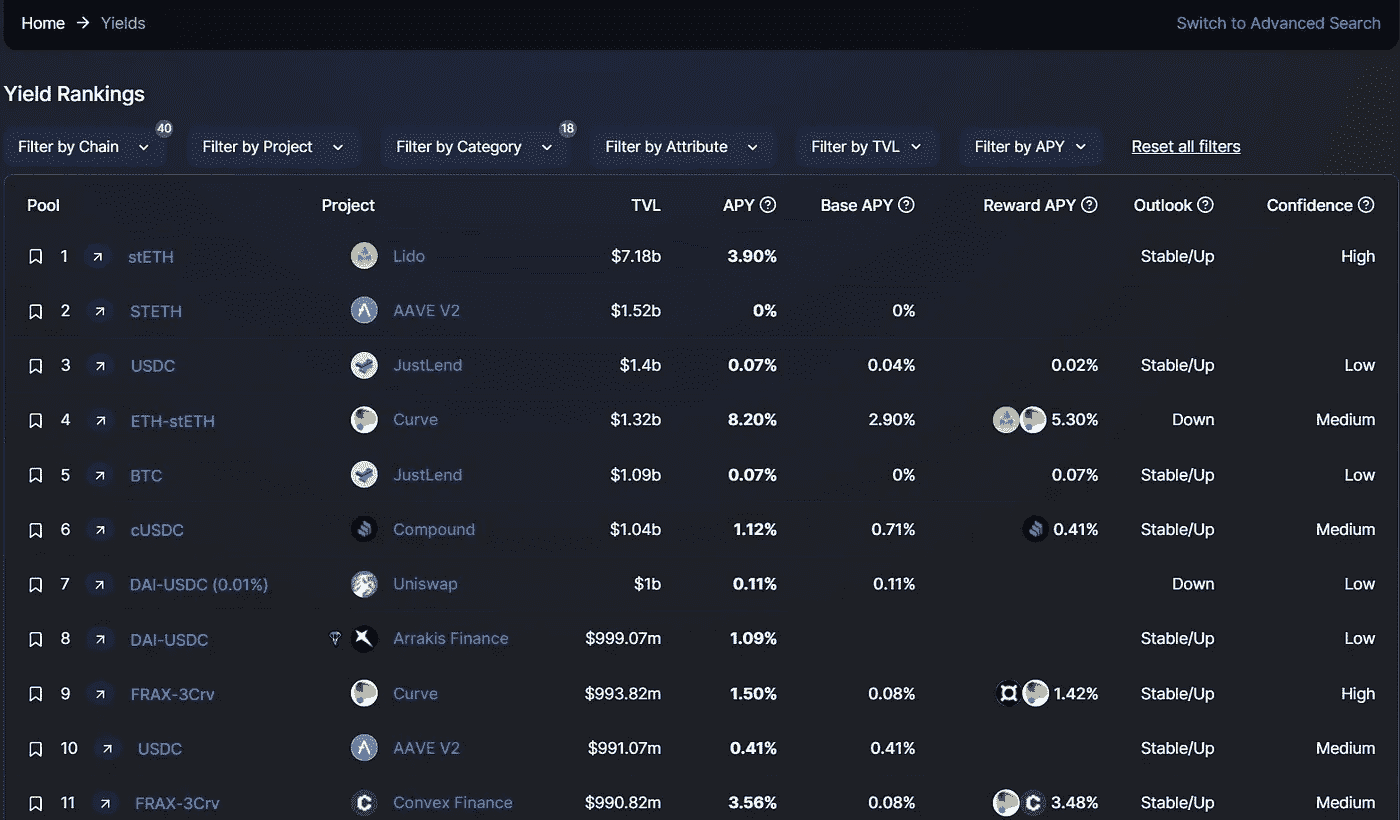 Home → Yields Switch to Advanced Search
Yield Rankings
40 18
Filter by Chain Filter by Project Filter by Category Filter by Attribute Filter by TVL Filter by APY Reset all filters
Pool Project TVL APY ? Base APY ? Reward APY ? Outlook ? Confidence ?
1 stETH Lido $7.18b 3.90% Stable/Up High
2 STETH AAVE V2 $1.52b 0% 0%
3 USDC JustLend $1.4b 0.07% 0.04% 0.02% Stable/Up Low
4 ETH-stETH Curve $1.32b 8.20% 2.90% 5.30% Down Medium
5 BTC JustLend $1.09b 0.07% 0% 0.07% Stable/Up Low
6 cUSDC Compound $1.04b 1.12% 0.71% 0.41% Stable/Up Medium
7 DAI-USDC (0.01%) Uniswap $1b 0.11% 0.11% Down Low
8 DAI-USDC Arrakis Finance $999.07m 1.09% Stable/Up Low
9 FRAX-3Crv Curve $993.82m 1.50% 0.08% 1.42% Stable/Up High
10 USDC AAVE V2 $991.07m 0.41% 0.41% Stable/Up Medium
11 FRAX-3Crv Convex Finance $990.82m 3.56% 0.08% 3.48% Stable/Up Medium